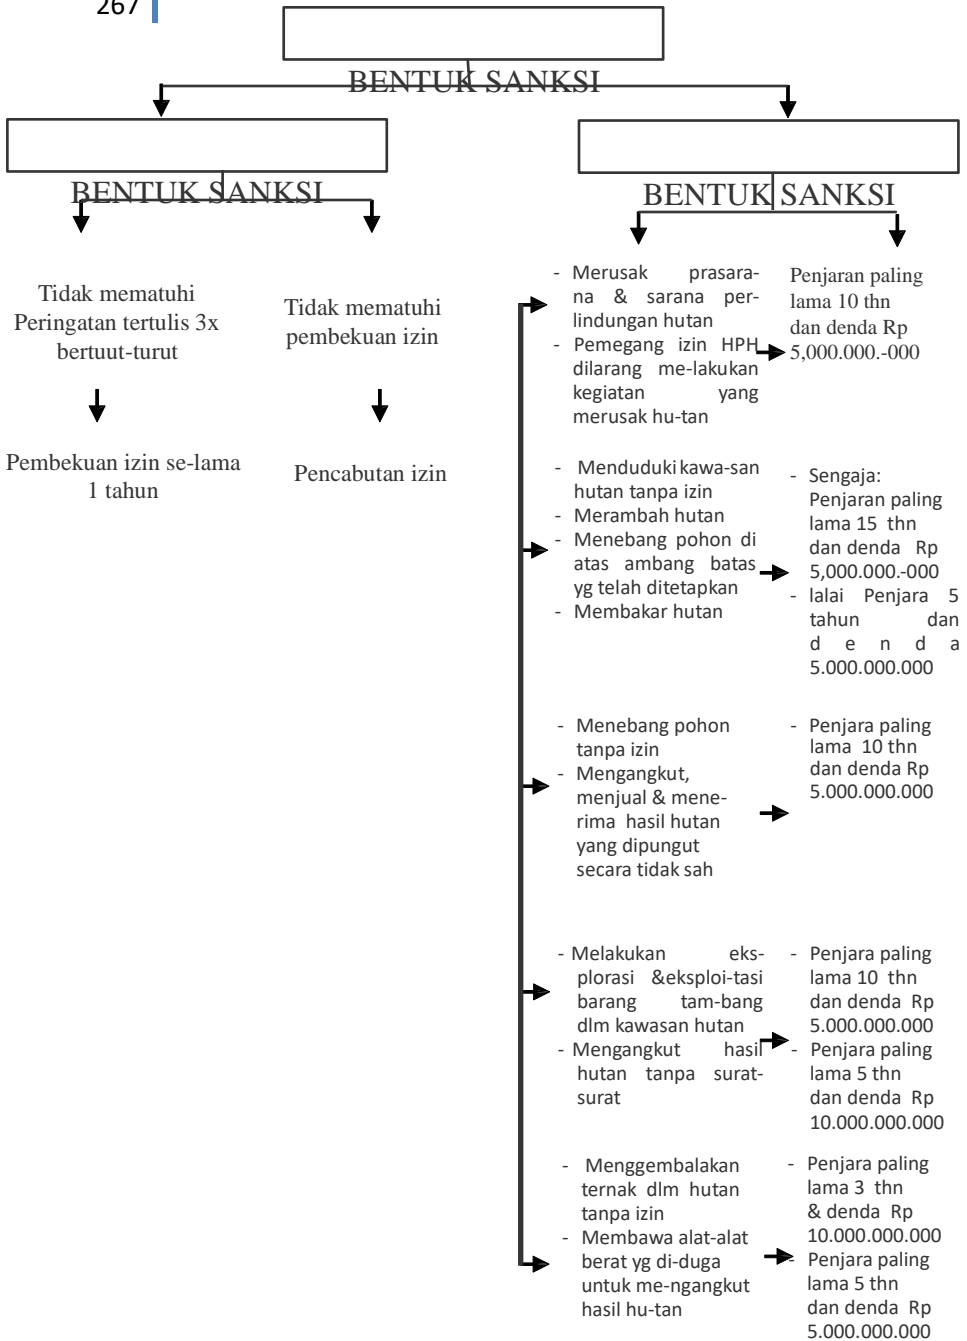 267
BENTUK SANKSI
BENTUK SANKSI
BENTUK SANKSI
Tidak mematuhi
Peringatan tertulis 3x
bertuut-turut
Tidak mematuhi
pembekuan izin
Pembekuan izin se-lama
1 tahun
Pencabutan izin
- Merusak prasara-
na & sarana per-
lindungan hutan
- Pemegang izin HPH
dilarang me-lakukan
kegiatan yang
merusak hu-tan
Penjaran paling
lama 10 thn
dan denda Rp
5,000.000.-000
- Menduduki kawa-san
hutan tanpa izin
- Merambah hutan
- Menebang pohon di
atas ambang batas
yg telah ditetapkan
- Membakar hutan
- Sengaja:
Penjaran paling
lama 15 thn
dan denda Rp
5,000.000.-000
- lalai Penjara 5
tahun dan
d e n d a
5.000.000.000
- Menebang pohon
tanpa izin
- Mengangkut,
menjual & mene-
rima hasil hutan
yang dipungut
secara tidak sah
- Penjara paling
lama 10 thn
dan denda Rp
5.000.000.000
- Melakukan eks-
plorasi &eksploi-tasi
barang tam-bang
dlm kawasan hutan
- Mengangkut hasil
hutan tanpa surat-
surat
- Penjara paling
lama 10 thn
dan denda Rp
5.000.000.000
- Penjara paling
lama 5 thn
dan denda Rp
10.000.000.000
- Menggembalakan
ternak dlm hutan
tanpa izin
- Membawa alat-alat
berat yg di-duga
untuk me-ngangkut
hasil hu-tan
- Penjara paling
lama 3 thn
& denda Rp
10.000.000.000
- Penjara paling
lama 5 thn
dan denda Rp
5.000.000.000